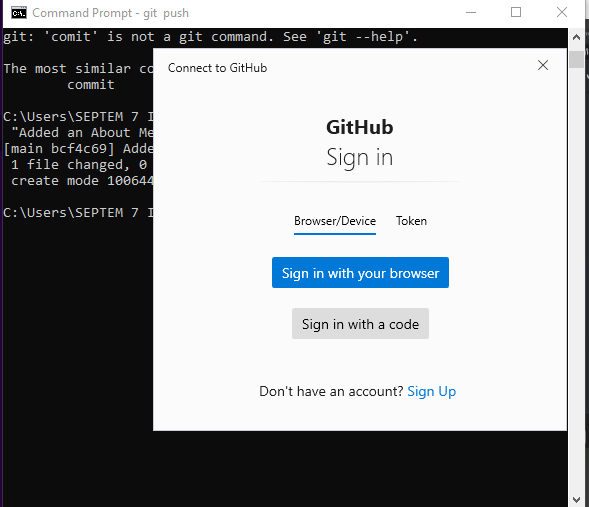 Command Prompt - git push
git: 'comit' is not a git command. See 'git --help'.
The most similar co
commit
C:\Users\SEPTEM 7 I
"Added an About Me
[main bcf4c69] Adde
1 file changed, 0
create mode 100644
C:\Users\SEPTEM 7 I
Connect to GitHub
GitHub
Sign in
Browser/Device Token
Sign in with your browser
Sign in with a code
Don't have an account? Sign Up